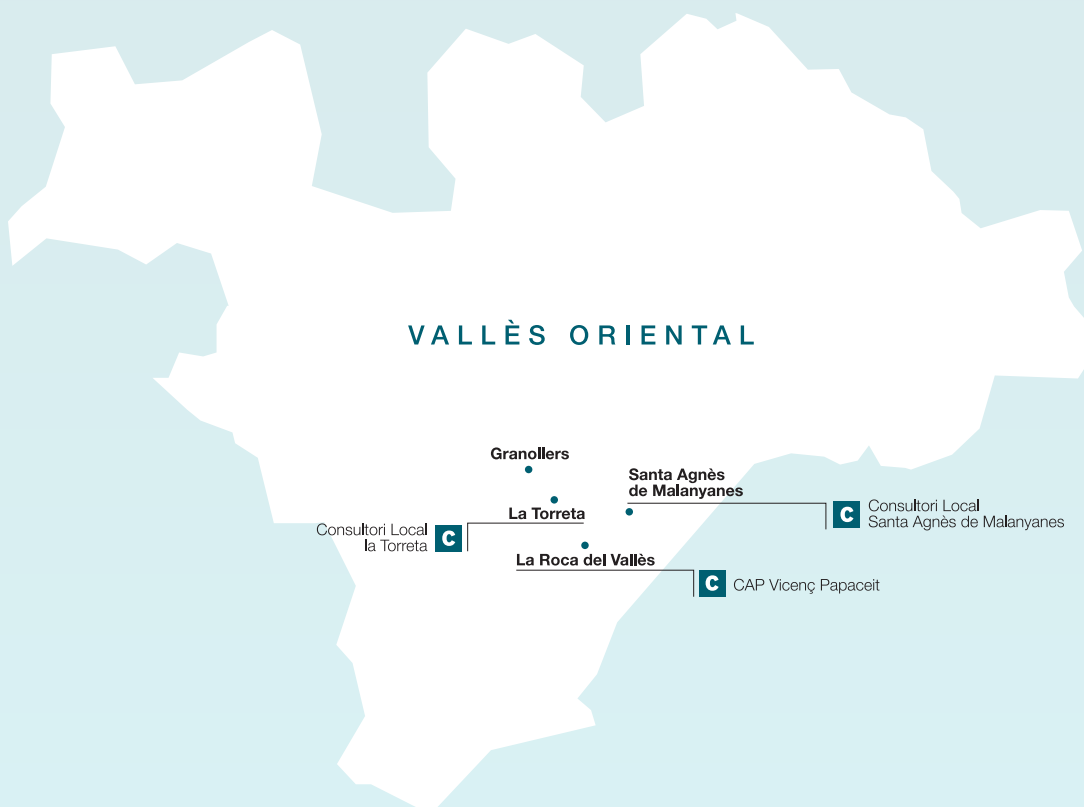 VALLÈS ORIENTAL
Granollers
Santa Agnès
de Malanyanes
La Torreta
C
Consultori Local
Santa Agnès de Malanyanes
Consultori Local
la Torreta
C
La Roca del Vallès
C
CAP Vicenç Papaceit